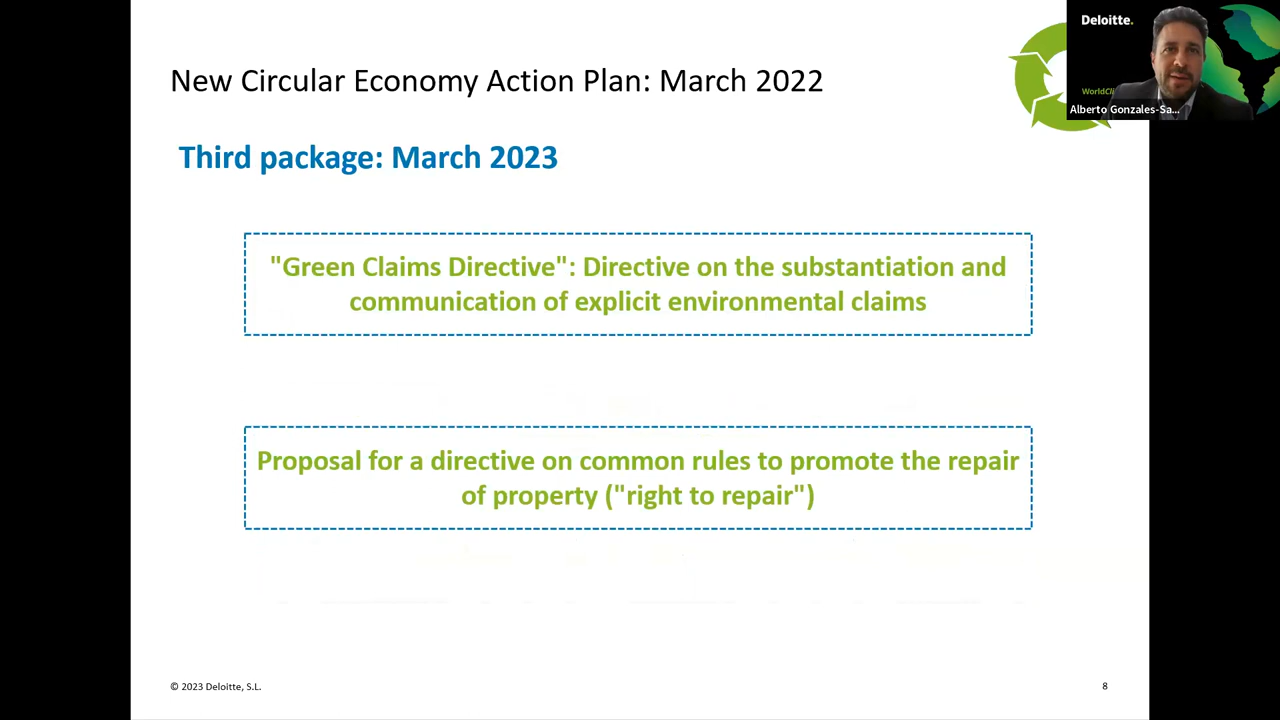 New Circular Economy Action Plan: March 2022
Deloitte.
WorldCli
Alberto Gonzales-Sa...
Third package: March 2023
"Green Claims Directive": Directive on the substantiation and
communication of explicit environmental claims
Proposal for a directive on common rules to promote the repair
of property ("right to repair")
© 2023 Deloitte, S.L.
8